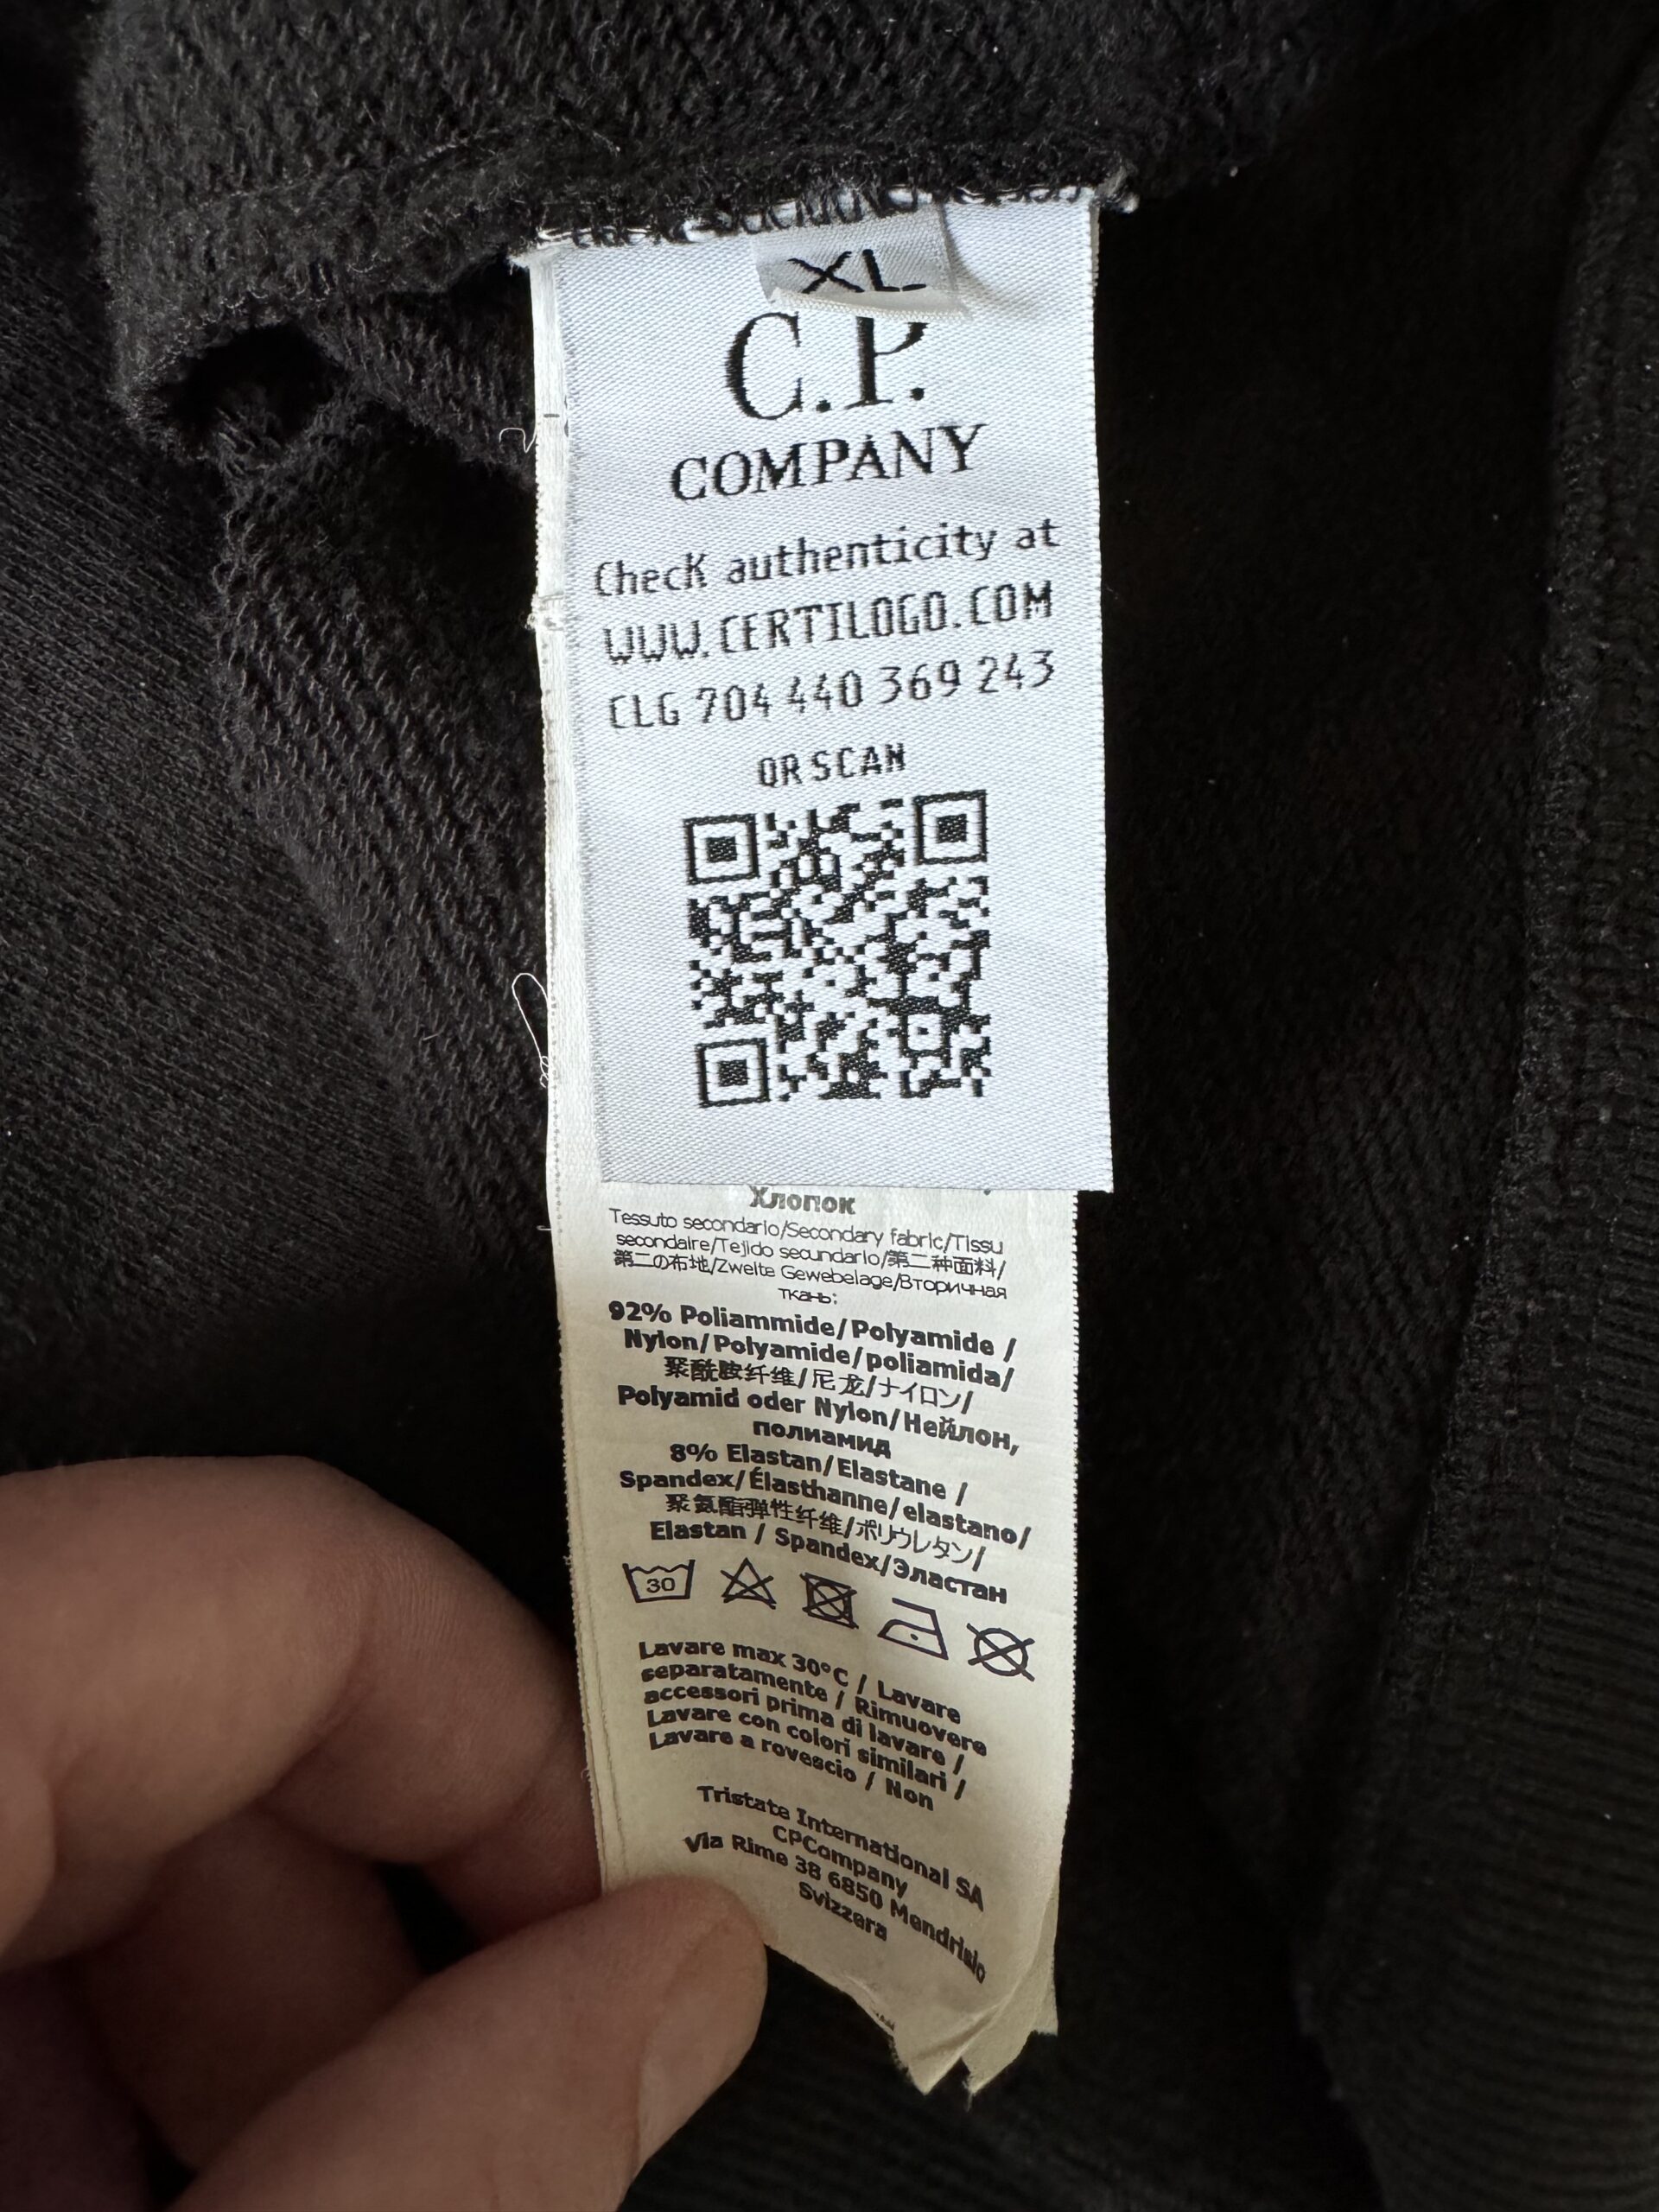 XL
C.P.
COMPANY
ChecK authenticity at
WWW.CERTILOGO.COM
CLG 704 440 369 243
OR SCAN
Хлопок
Tessuto secondario/Secondary fabric/Tissu
secondaire/Tejido secundario/第二种面料/
第二の布地/Zweite Gewebelage/Вторичная
ткань:
92% Poliammide/Polyamide /
Nylon/Polyamide/poliamida/
聚酰胺纤维/尼龙/ナイロン/
Polyamid oder Nylon/Нейлон,
полиамид
8% Elastan/Elastane /
Spandex/Élasthanne/elastano/
聚氨酯弹性纤维/ポリウレタン/
Elastan / Spandex/Эластан
30
Lavare max 30°C / Lavare
separatamente / Rimuovere
accessori prima di lavare /
Lavare con colori similari /
Lavare a rovescio / Non
Tristate International SA
CPCompany
Via Rime 38 6850 Mendrisio
Svizzera